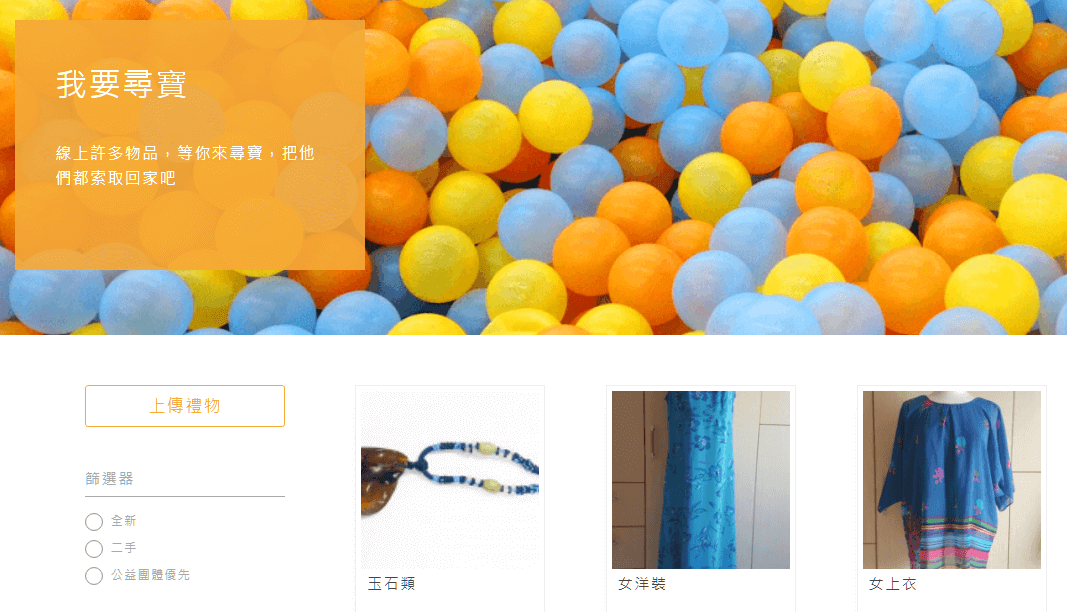 我要尋寶
線上許多物品，等你來尋寶，把他
們都索取回家吧
上傳禮物
篩選器
全新
二手
公益團體優先
玉石類
女洋裝
女上衣